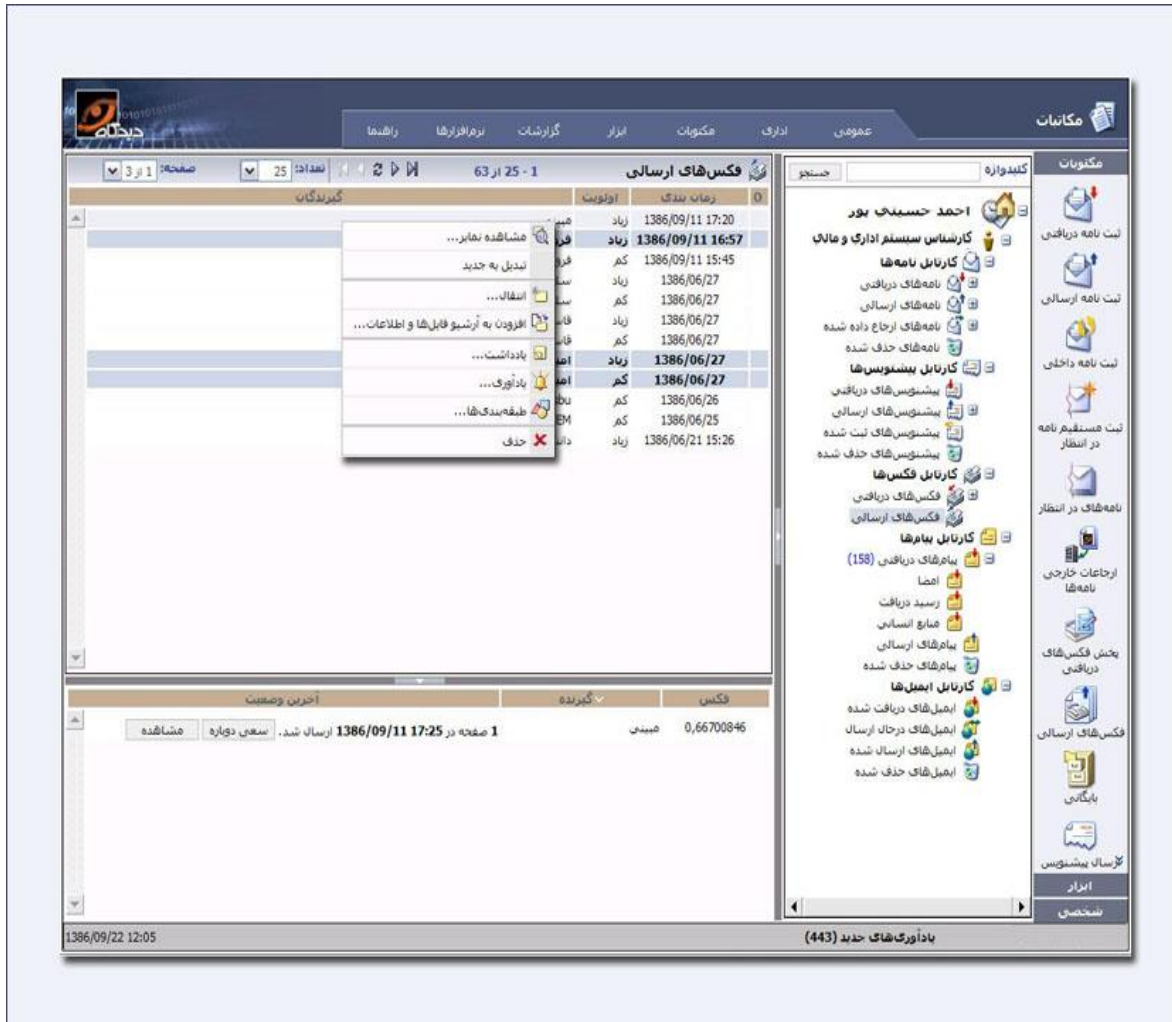 مکاتبات
عمومی
اداری
مکتوبات
ابزار
گزارشات
نرم‌افزارها
راهنما
دیدگاه
مکتوبات
ثبت نامه دریافتی
ثبت نامه ارسالی
ثبت نامه داخلی
ثبت مستقیم نامه
در انتظار
نامه‌های در انتظار
ارجاعات خارجی
نامه‌ها
پخش فکس‌های
دریافتی
فکس‌های ارسالی
بایگانی
ارسال پیشنویس
ابزار
شخصی
کلیدواژه
جستجو
احمد حسینی پور
کارشناس سیستم اداری و مالی
کارتابل نامه‌ها
نامه‌های دریافتی
نامه‌های ارسالی
نامه‌های ارجاع داده شده
نامه‌های حذف شده
کارتابل پیشنویس‌ها
پیشنویس‌های دریافتی
پیشنویس‌های ارسالی
پیشنویس‌های ثبت شده
پیشنویس‌های حذف شده
کارتابل فکس‌ها
فکس‌های دریافتی
فکس‌های ارسالی
کارتابل پیام‌ها
پیام‌های دریافتی (158)
امضا
رسید دریافت
منابع انسانی
پیام‌های ارسالی
پیام‌های حذف شده
کارتابل ایمیل‌ها
ایمیل‌های دریافت شده
ایمیل‌های درحال ارسال
ایمیل‌های ارسال شده
ایمیل‌های حذف شده
فکس‌های ارسالی
1 - 25 از 63
تعداد: 25
صفحه: 1 از 3
زمان بندی اولویت گیرندگان
1386/09/11 17:20 زیاد
1386/09/11 16:57 زیاد
1386/09/11 15:45 کم
1386/06/27 زیاد
1386/06/27 کم
1386/06/27 زیاد
1386/06/27 کم
1386/06/27 زیاد
1386/06/27 کم
1386/06/26 کم
1386/06/25 کم
1386/06/21 15:26 زیاد
مشاهده نمابر...
تبدیل به جدید
انتقال...
افزودن به آرشیو فایل‌ها و اطلاعات...
یادداشت...
یادآوری...
طبقه‌بندی‌ها...
حذف
فکس گیرنده آخرین وضعیت
0,66700846 مبینی 1 صفحه در 1386/09/11 17:25 ارسال شد. سعی دوباره مشاهده
یادآوری‌های جدید (443)
1386/09/22 12:05